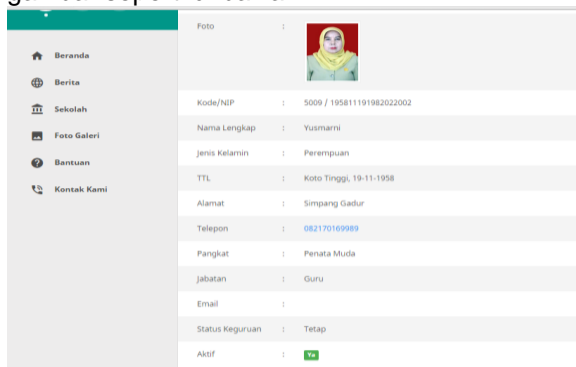 Foto :
Beranda
Berita
Sekolah
Foto Galeri
Bantuan
Kontak Kami
Kode/NIP : 5009 / 195811191982022002
Nama Lengkap : Yusmarni
Jenis Kelamin : Perempuan
TTL : Koto Tinggi, 19-11-1958
Alamat : Simpang Gadur
Telepon : 082170169989
Pangkat : Penata Muda
Jabatan : Guru
Email :
Status Keguruan : Tetap
Aktif : Ya